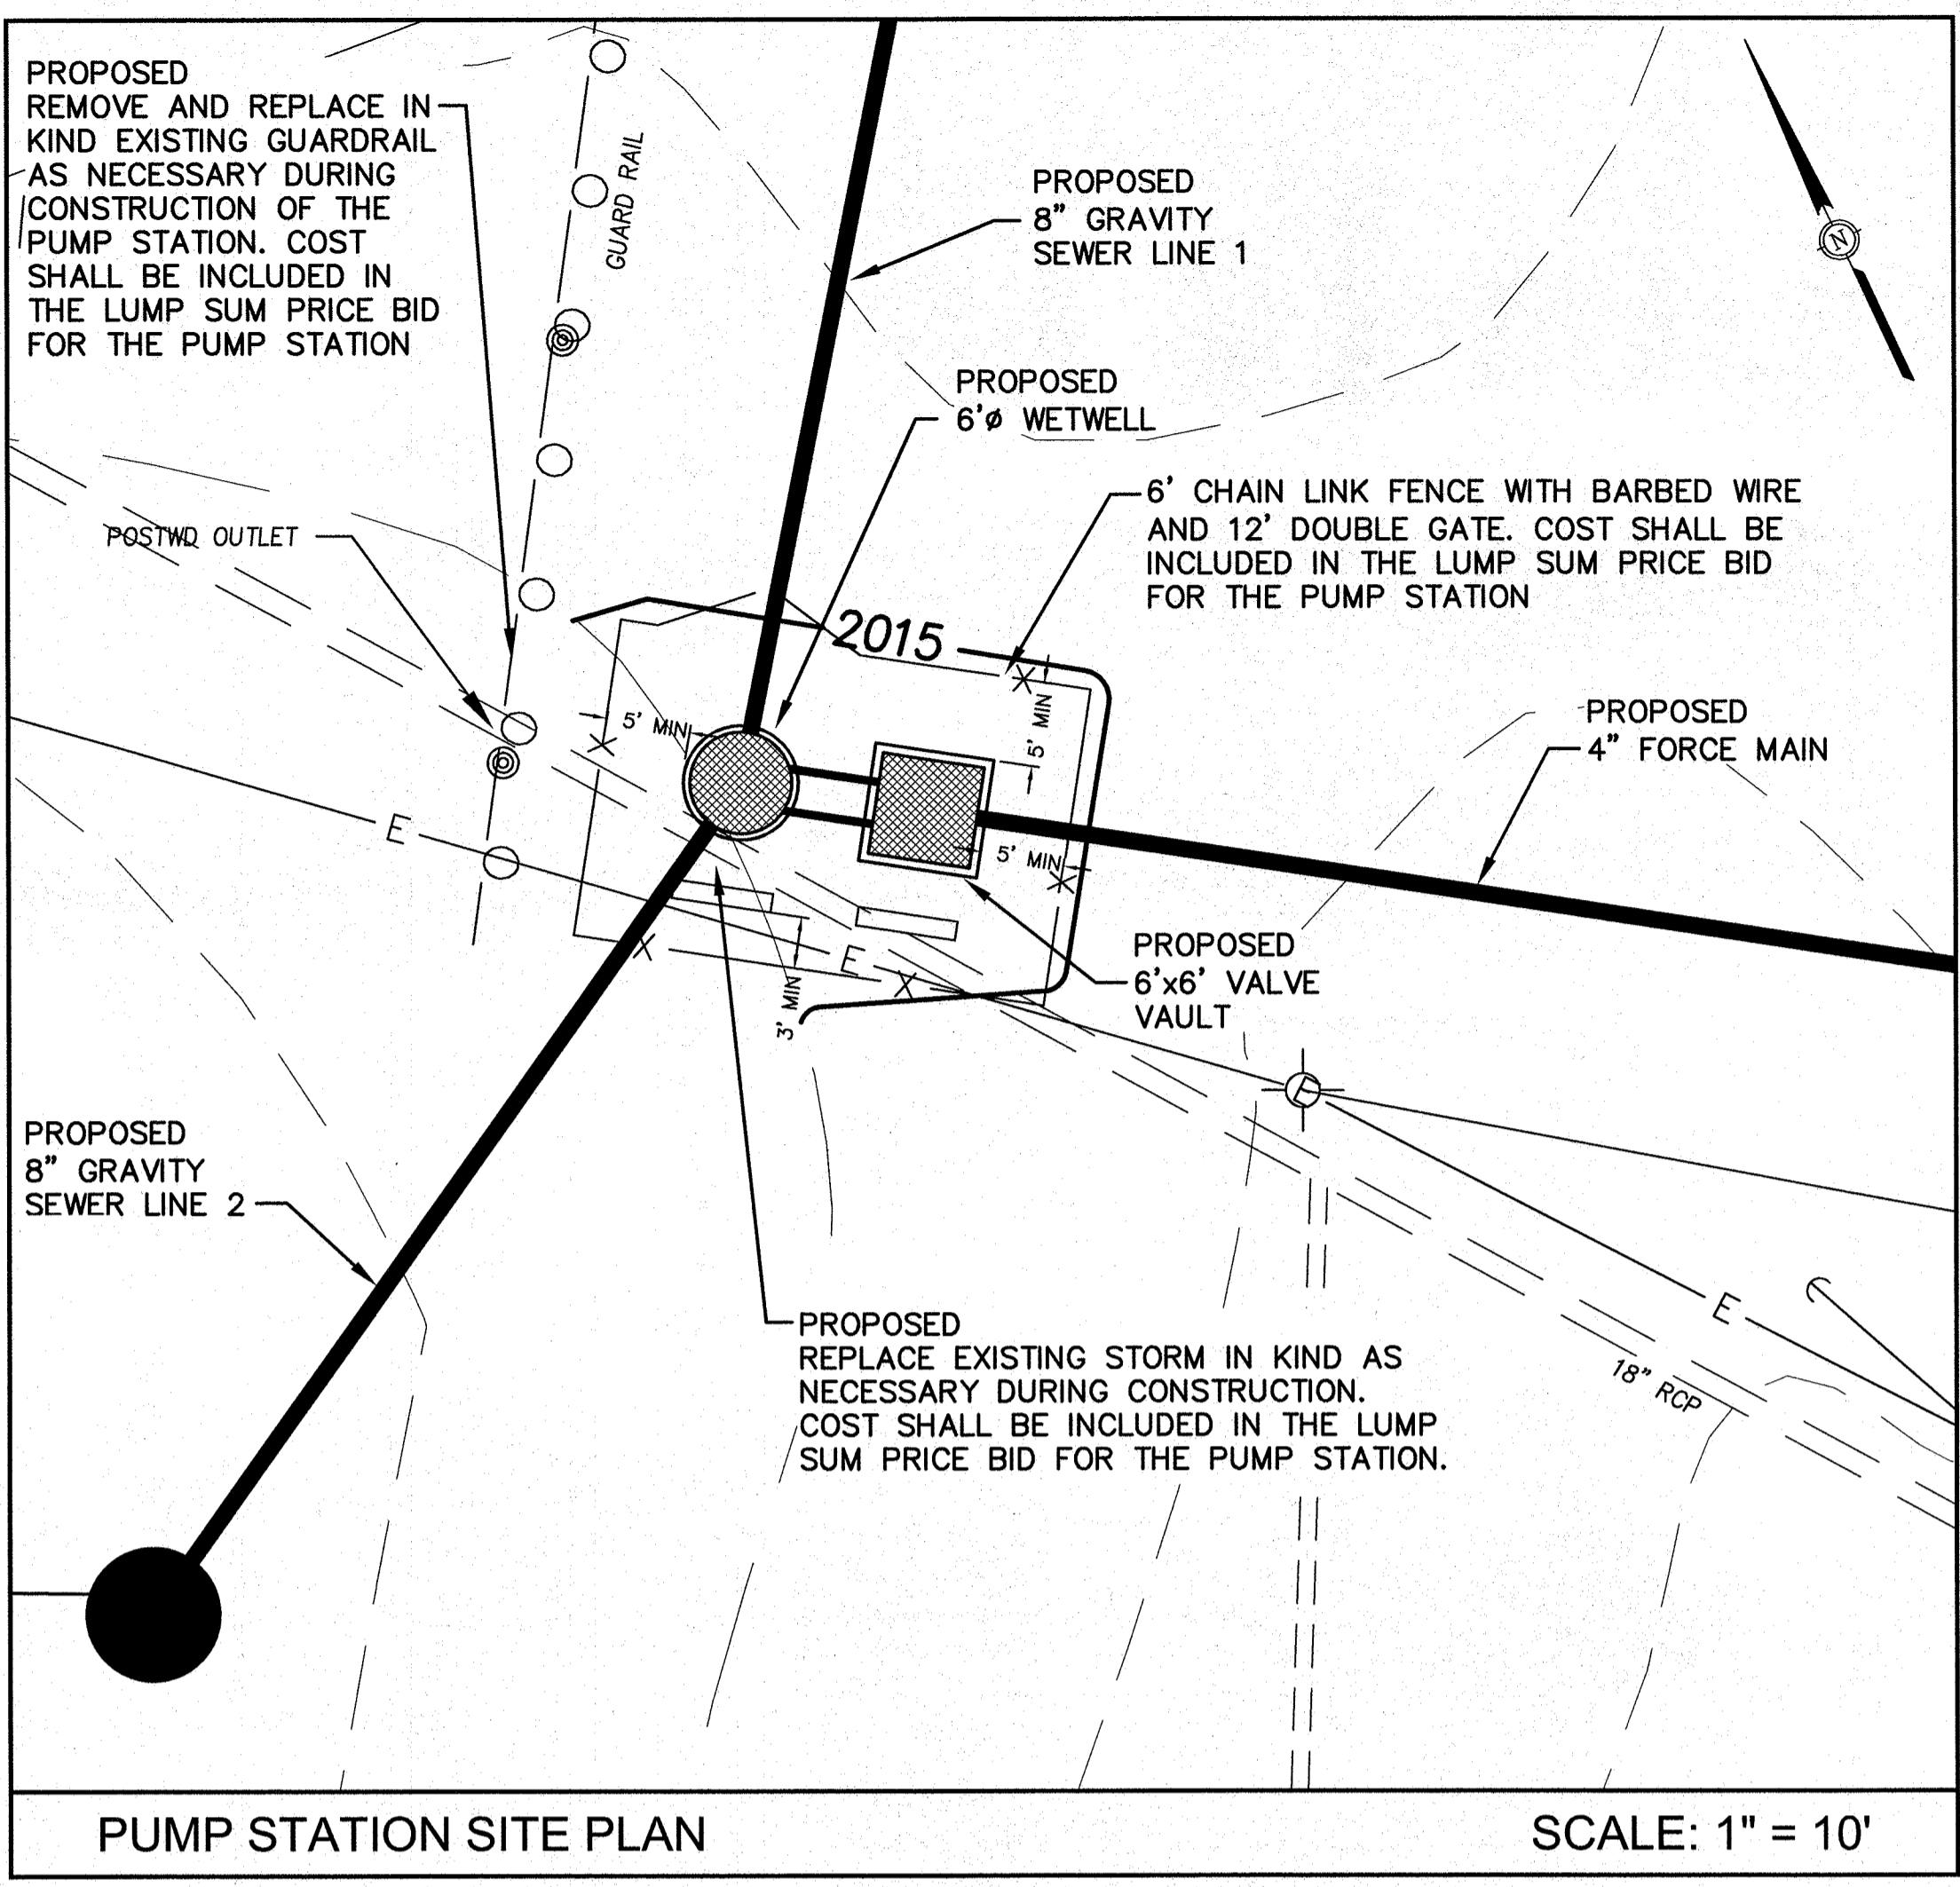 PROPOSED
REMOVE AND REPLACE IN
KIND EXISTING GUARDRAIL
AS NECESSARY DURING
CONSTRUCTION OF THE
PUMP STATION. COST
SHALL BE INCLUDED IN
THE LUMP SUM PRICE BID
FOR THE PUMP STATION
GUARD RAIL
PROPOSED
8" GRAVITY
SEWER LINE 1
N
PROPOSED
6'ø WETWELL
6' CHAIN LINK FENCE WITH BARBED WIRE
AND 12' DOUBLE GATE. COST SHALL BE
INCLUDED IN THE LUMP SUM PRICE BID
FOR THE PUMP STATION
POSTWD OUTLET
2015
5' MIN
5' MIN
PROPOSED
4" FORCE MAIN
E
5' MIN
E
3' MIN
PROPOSED
6'x6' VALVE
VAULT
PROPOSED
8" GRAVITY
SEWER LINE 2
E
18" RCP
PROPOSED
REPLACE EXISTING STORM IN KIND AS
NECESSARY DURING CONSTRUCTION.
COST SHALL BE INCLUDED IN THE LUMP
SUM PRICE BID FOR THE PUMP STATION.
PUMP STATION SITE PLAN
SCALE: 1" = 10'